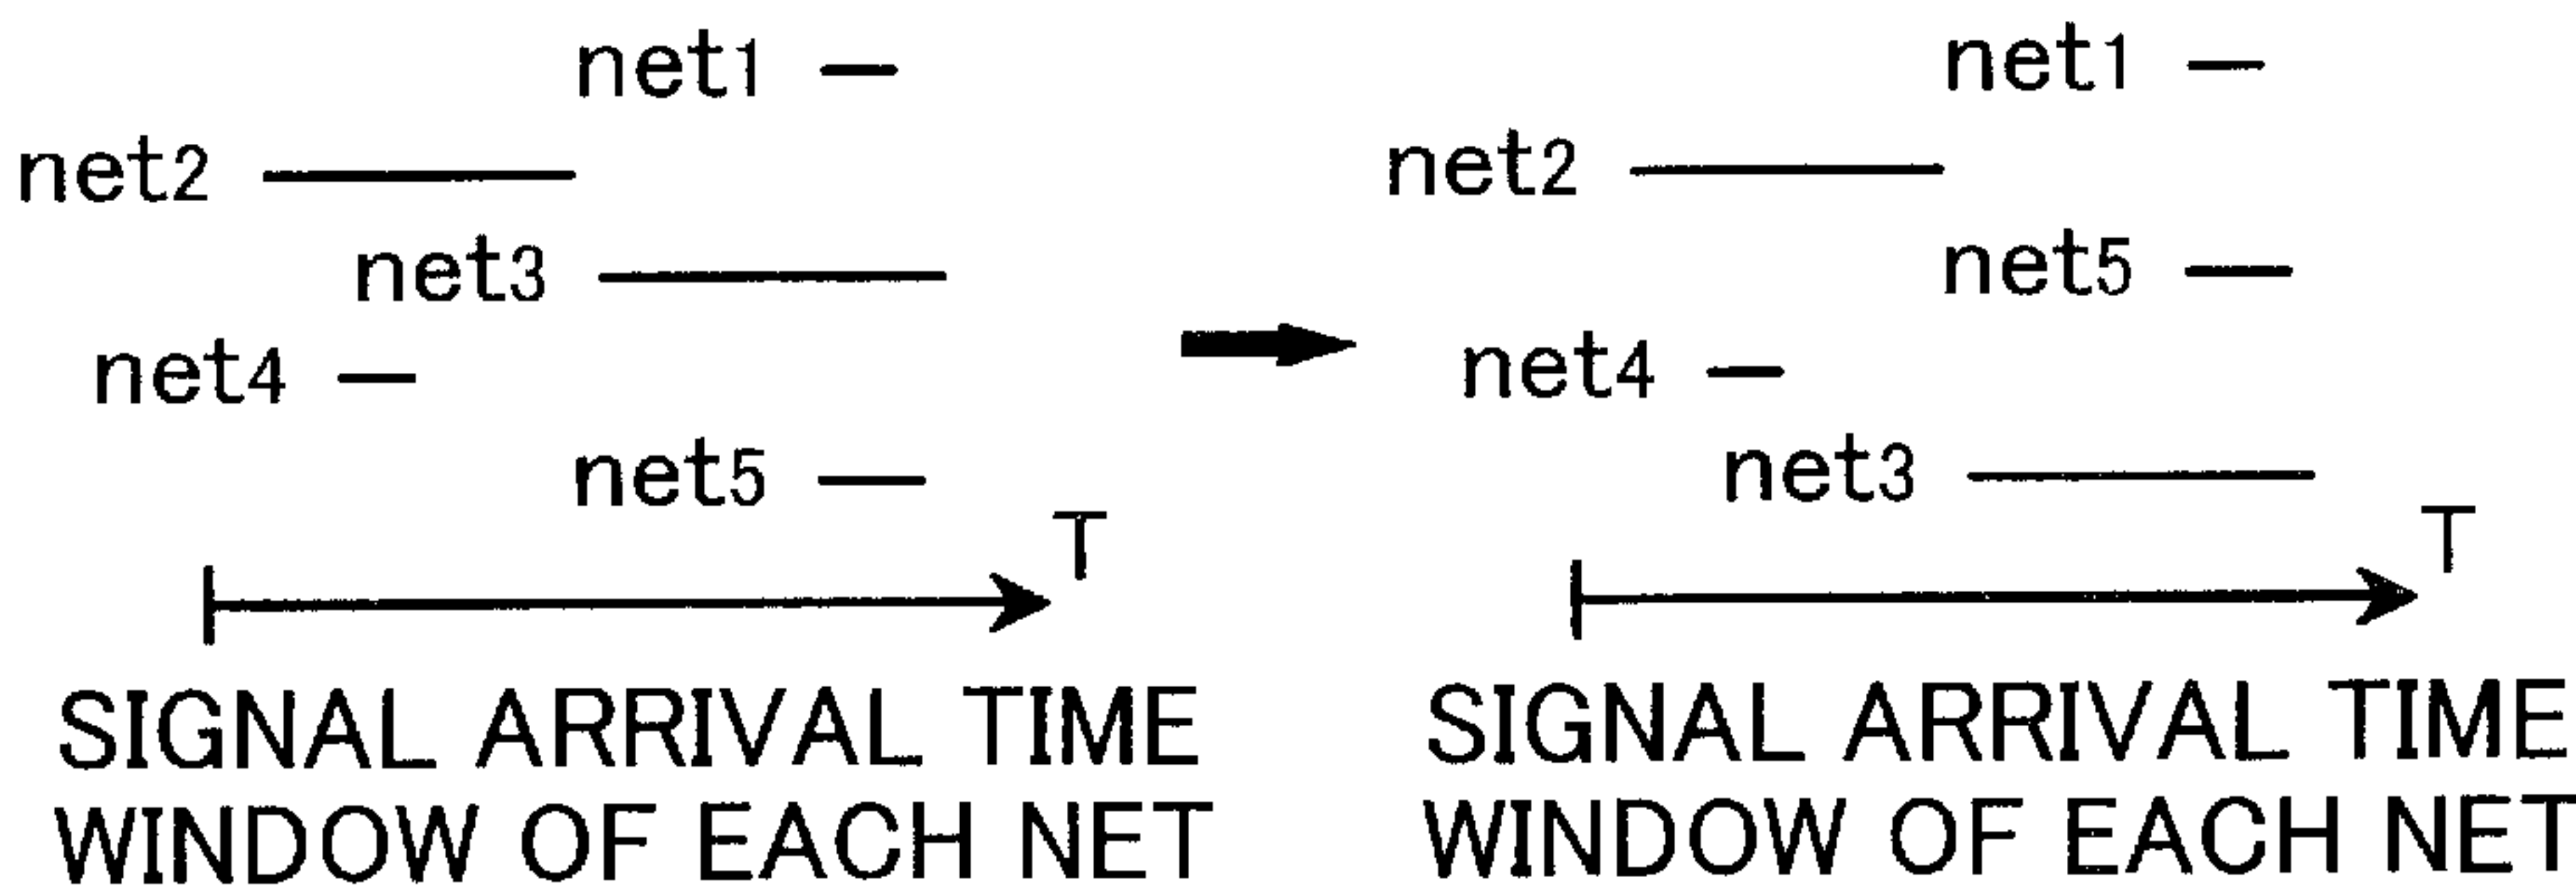 net1
net2
net3
net4
net5
T
SIGNAL ARRIVAL TIME
WINDOW OF EACH NET
net1
net2
net5
net4
net3
T
SIGNAL ARRIVAL TIME
WINDOW OF EACH NET